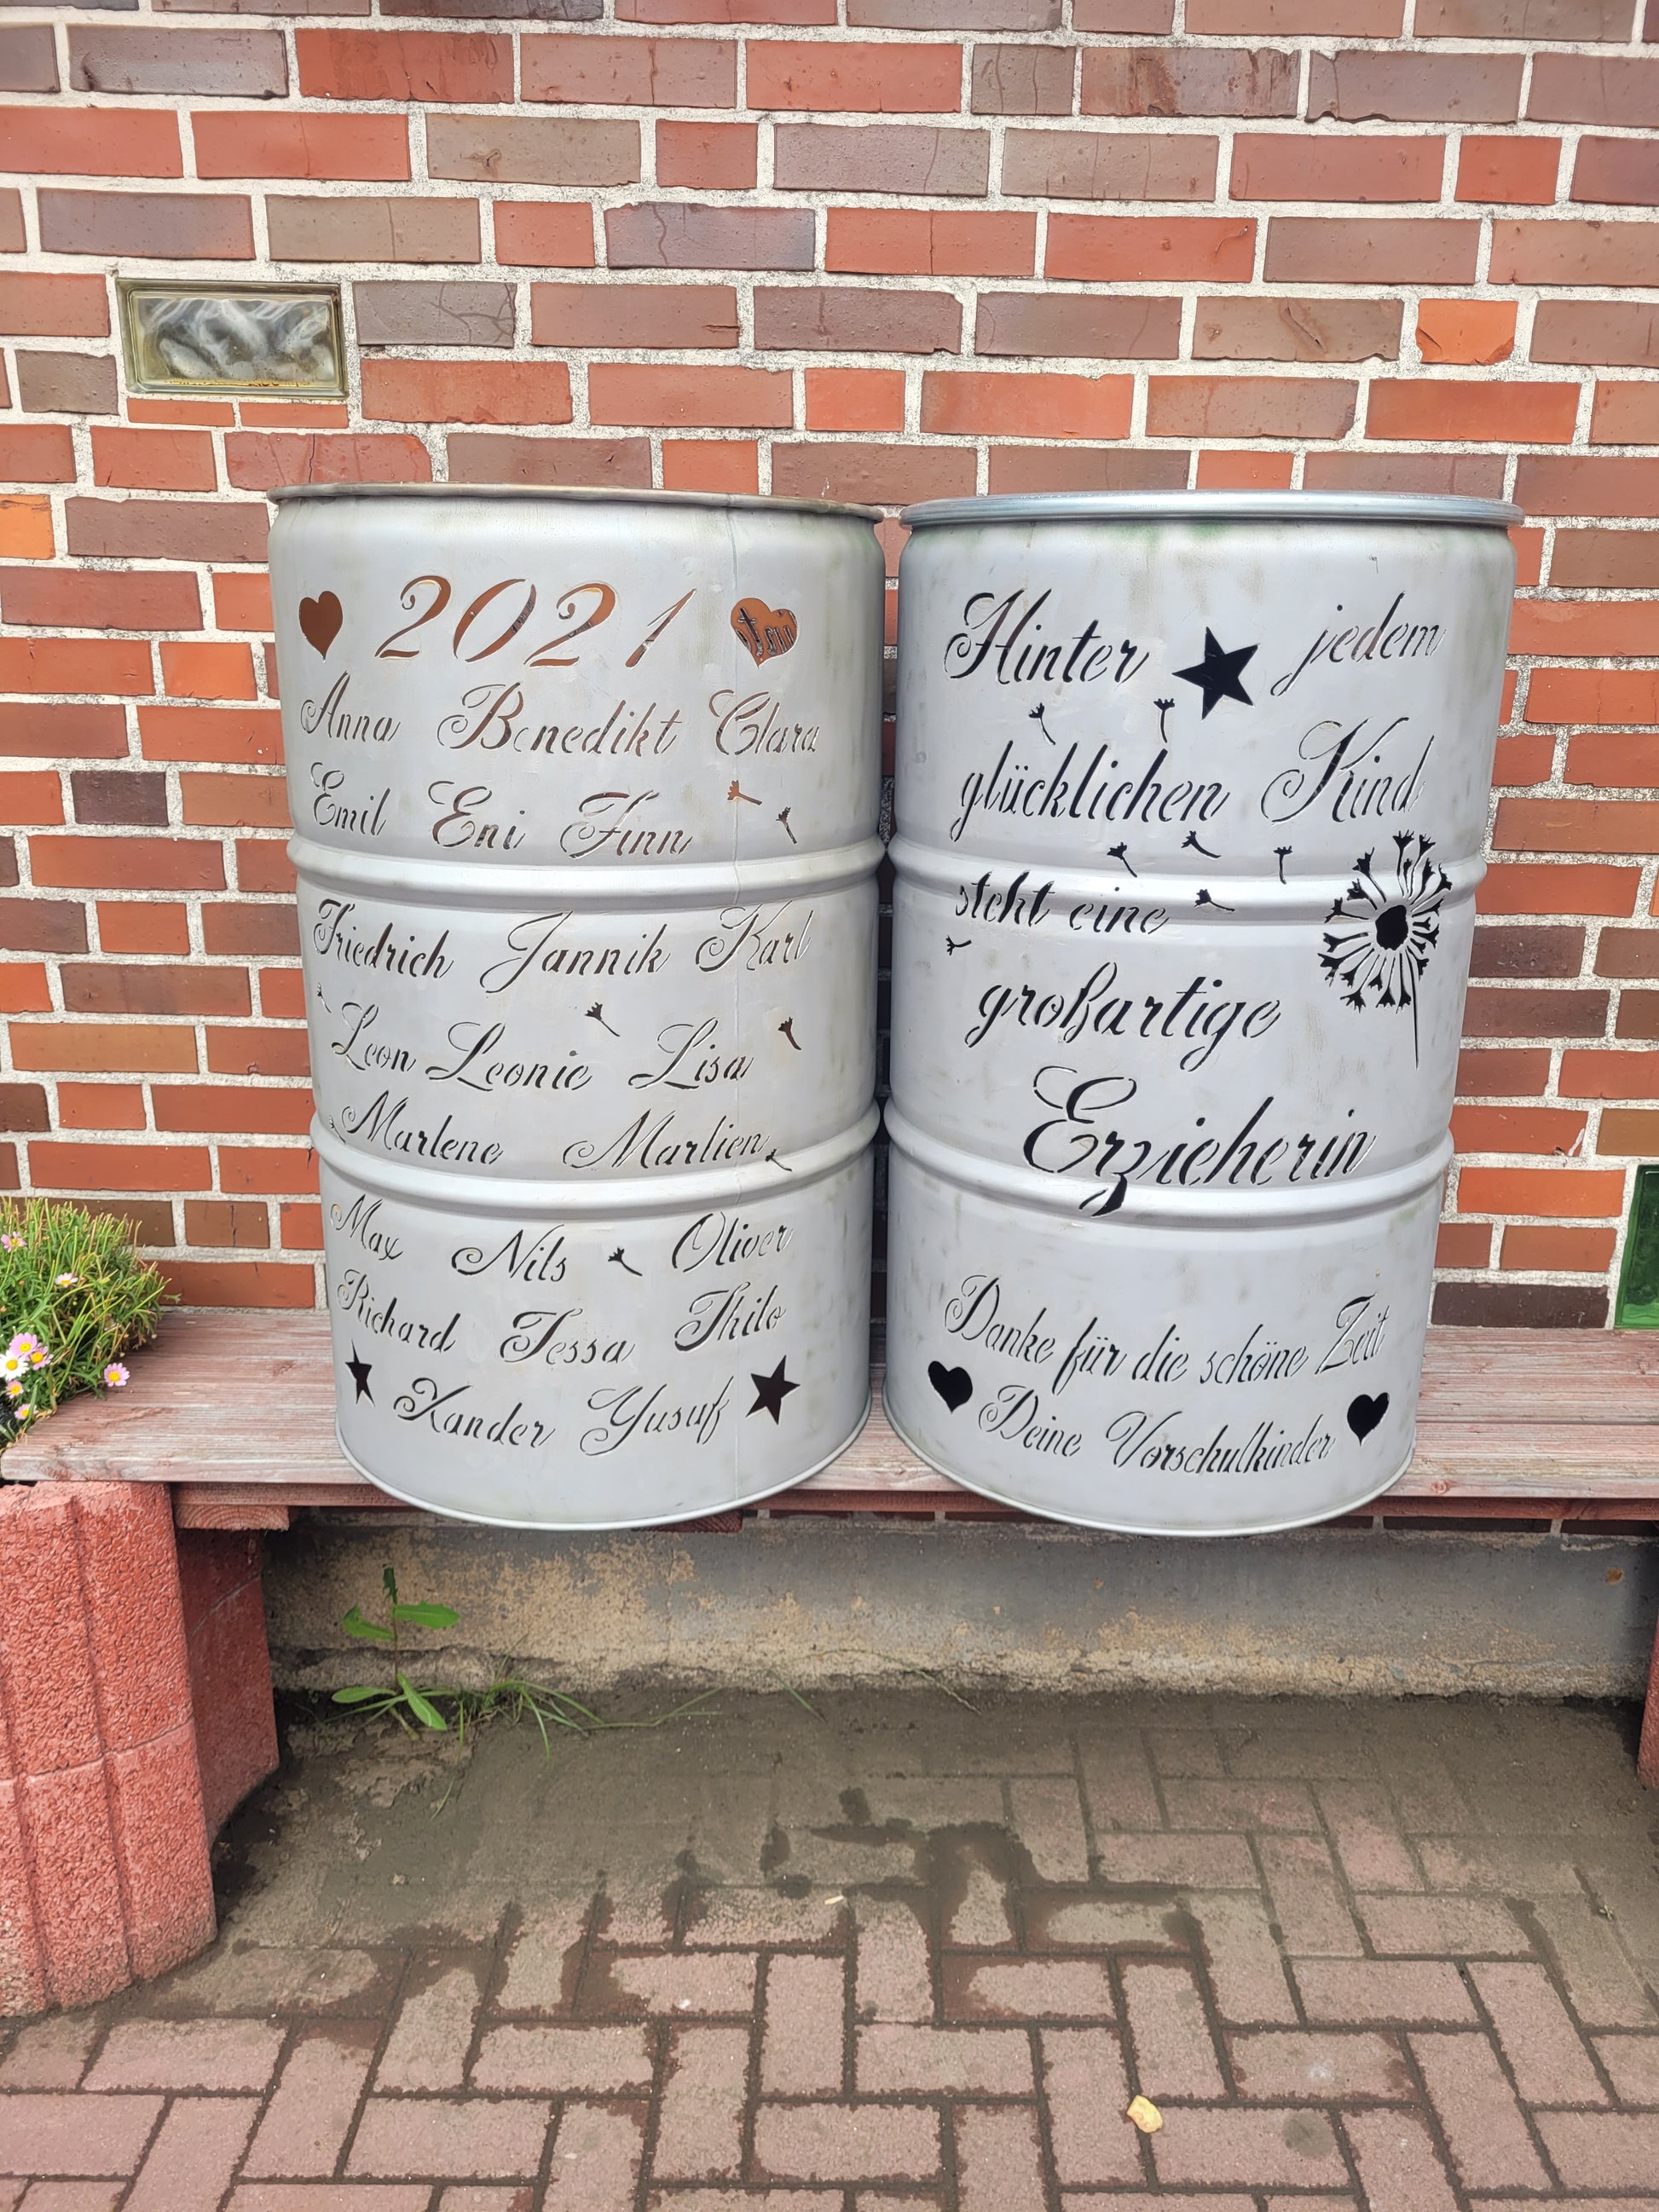 2021
Anna Benedikt Clara
Emil Eni Finn
Friedrich Jannik Karl
Leon Leonie Lisa
Marlene Marlien
Max Nils Oliver
Richard Tessa Thilo
Xander Yusuf
Hinter jedem
glücklichen Kind
steht eine
großartige
Erzieherin
Danke für die schöne Zeit
Deine Vorschulkinder